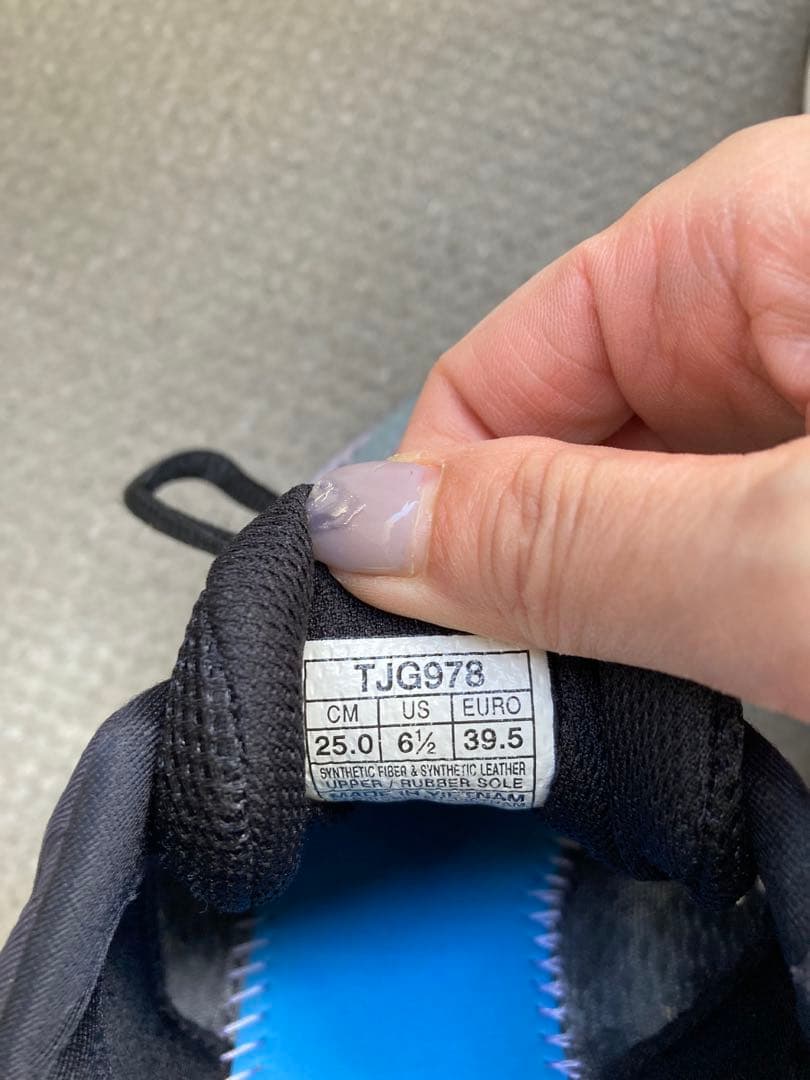 TJG978
CM US EURO
25.0 6½ 39.5
SYNTHETIC FIBER & SYNTHETIC LEATHER
UPPER / RUBBER SOLE
MADE IN VIETNAM